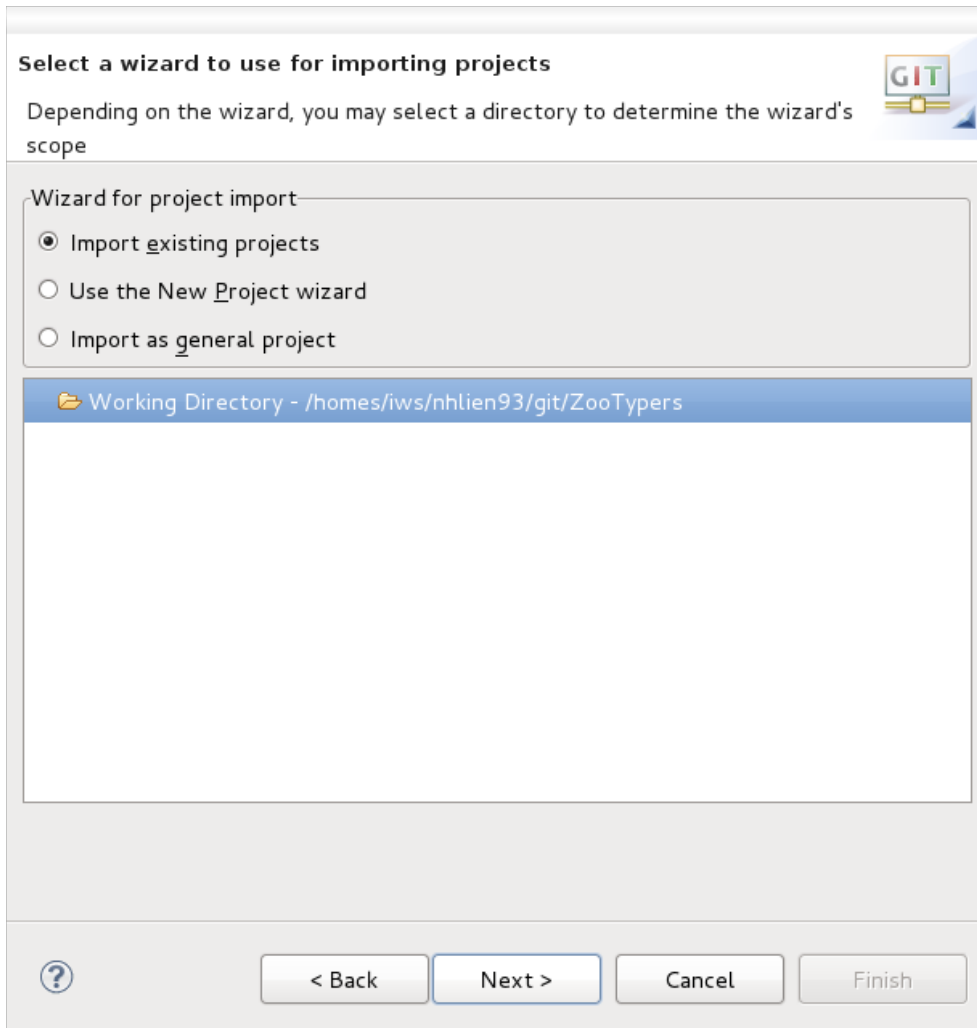 Select a wizard to use for importing projects
GIT
Depending on the wizard, you may select a directory to determine the wizard's
scope
Wizard for project import
Import existing projects
Use the New Project wizard
Import as general project
Working Directory - /homes/iws/nhlien93/git/ZooTypers
?
< Back
Next >
Cancel
Finish